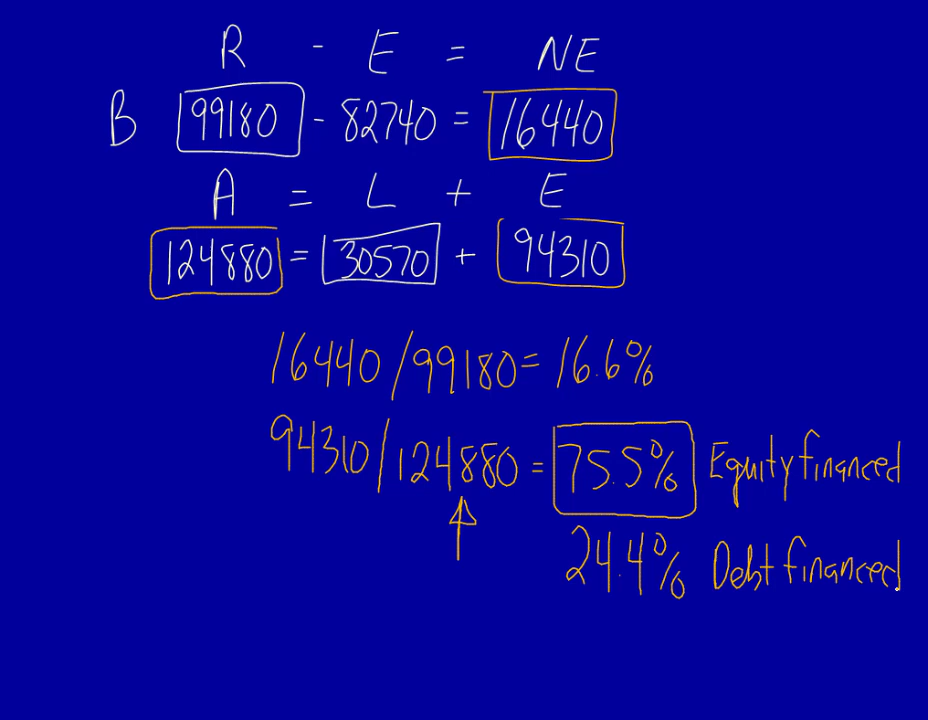 R - E = NE
B 99180 - 82740 = 16440
A = L + E
124880 = 30570 + 94310
16440/99180 = 16.6%
94310/124880 = 75.5% Equity financed
24.4% Debt financed